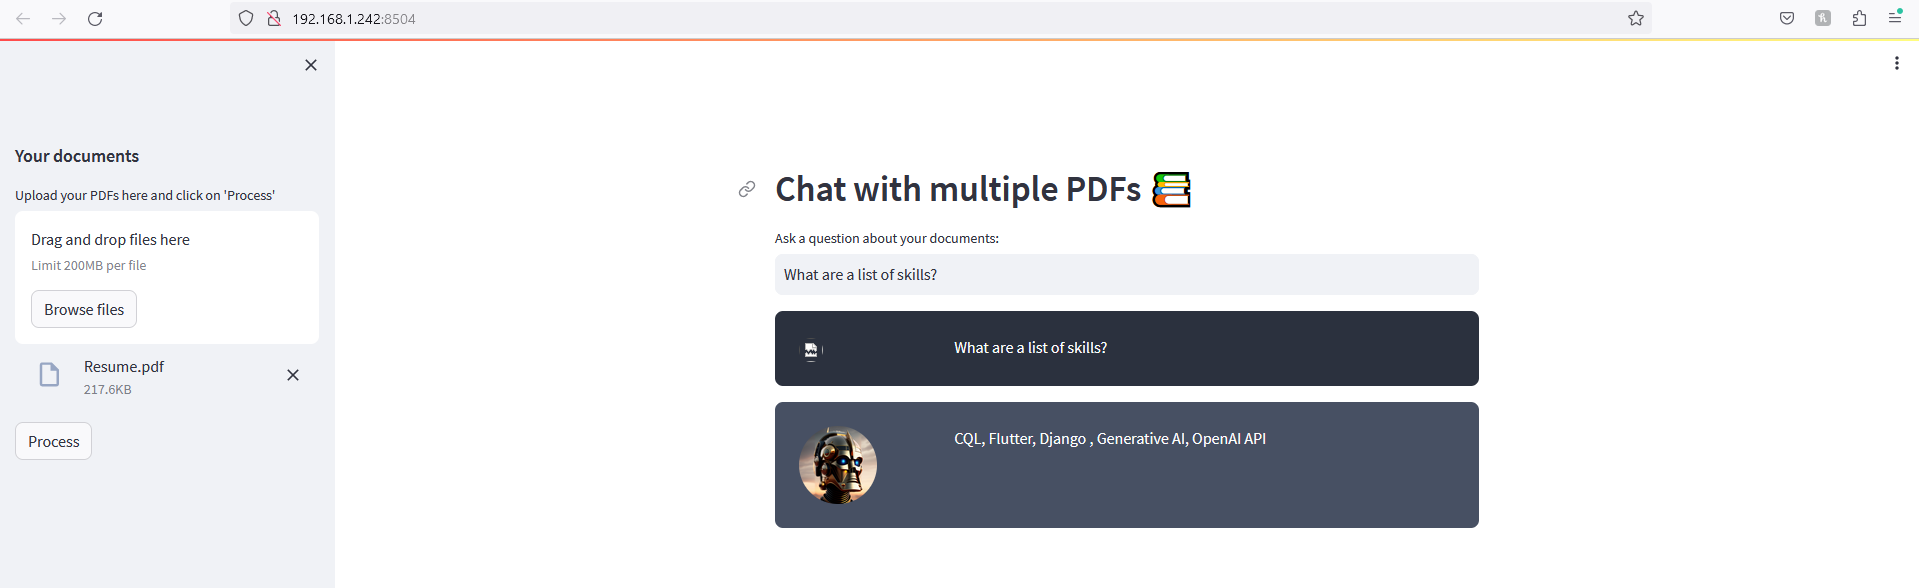 192.168.1.242:8504
Your documents
Upload your PDFs here and click on 'Process'
Drag and drop files here
Limit 200MB per file
Browse files
Resume.pdf
217.6KB
Process
Chat with multiple PDFs
Ask a question about your documents:
What are a list of skills?
What are a list of skills?
CQL, Flutter, Django , Generative AI, OpenAI API